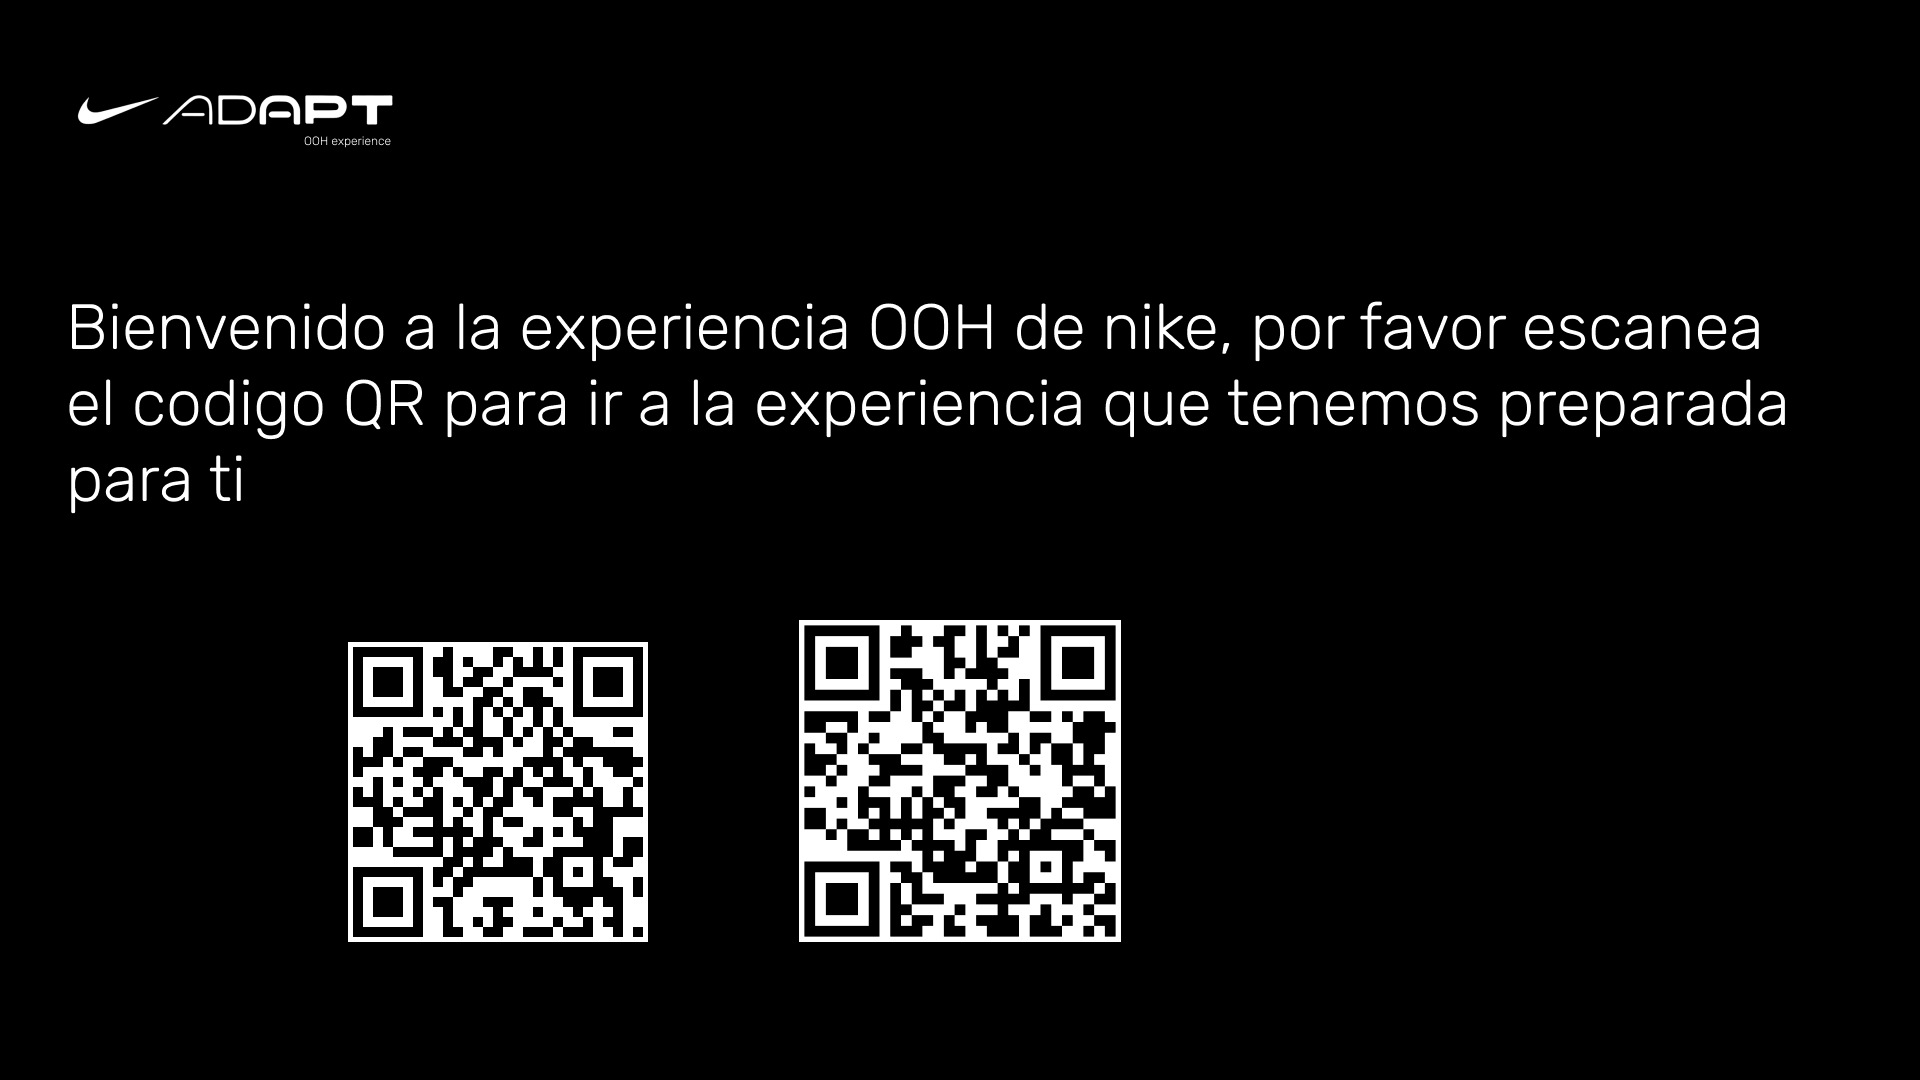 ADAPT
OOH experience
Bienvenido a la experiencia OOH de nike, por favor escanea
el codigo QR para ir a la experiencia que tenemos preparada
para ti